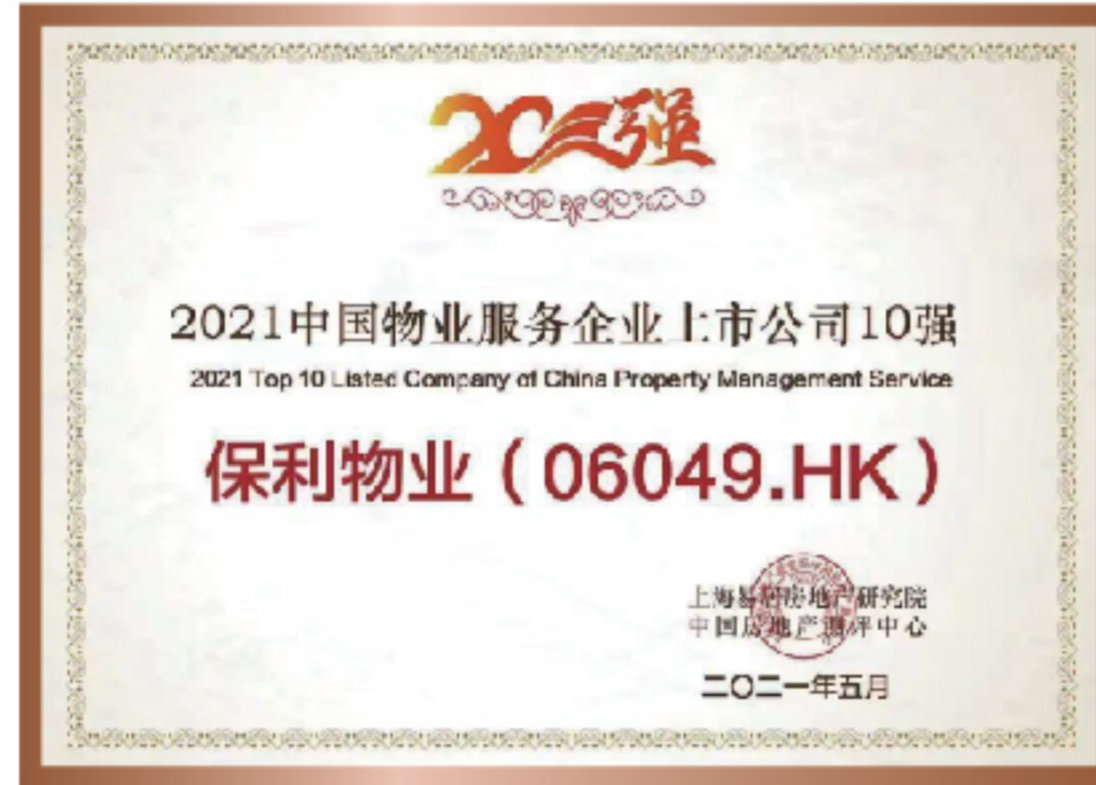 2021中国物业服务企业上市公司10强
2021 Top 10 Listed Company of China Property Management Service
保利物业（06049.HK）
上海易居房地产研究院
中国房地产测评中心
二〇二一年五月